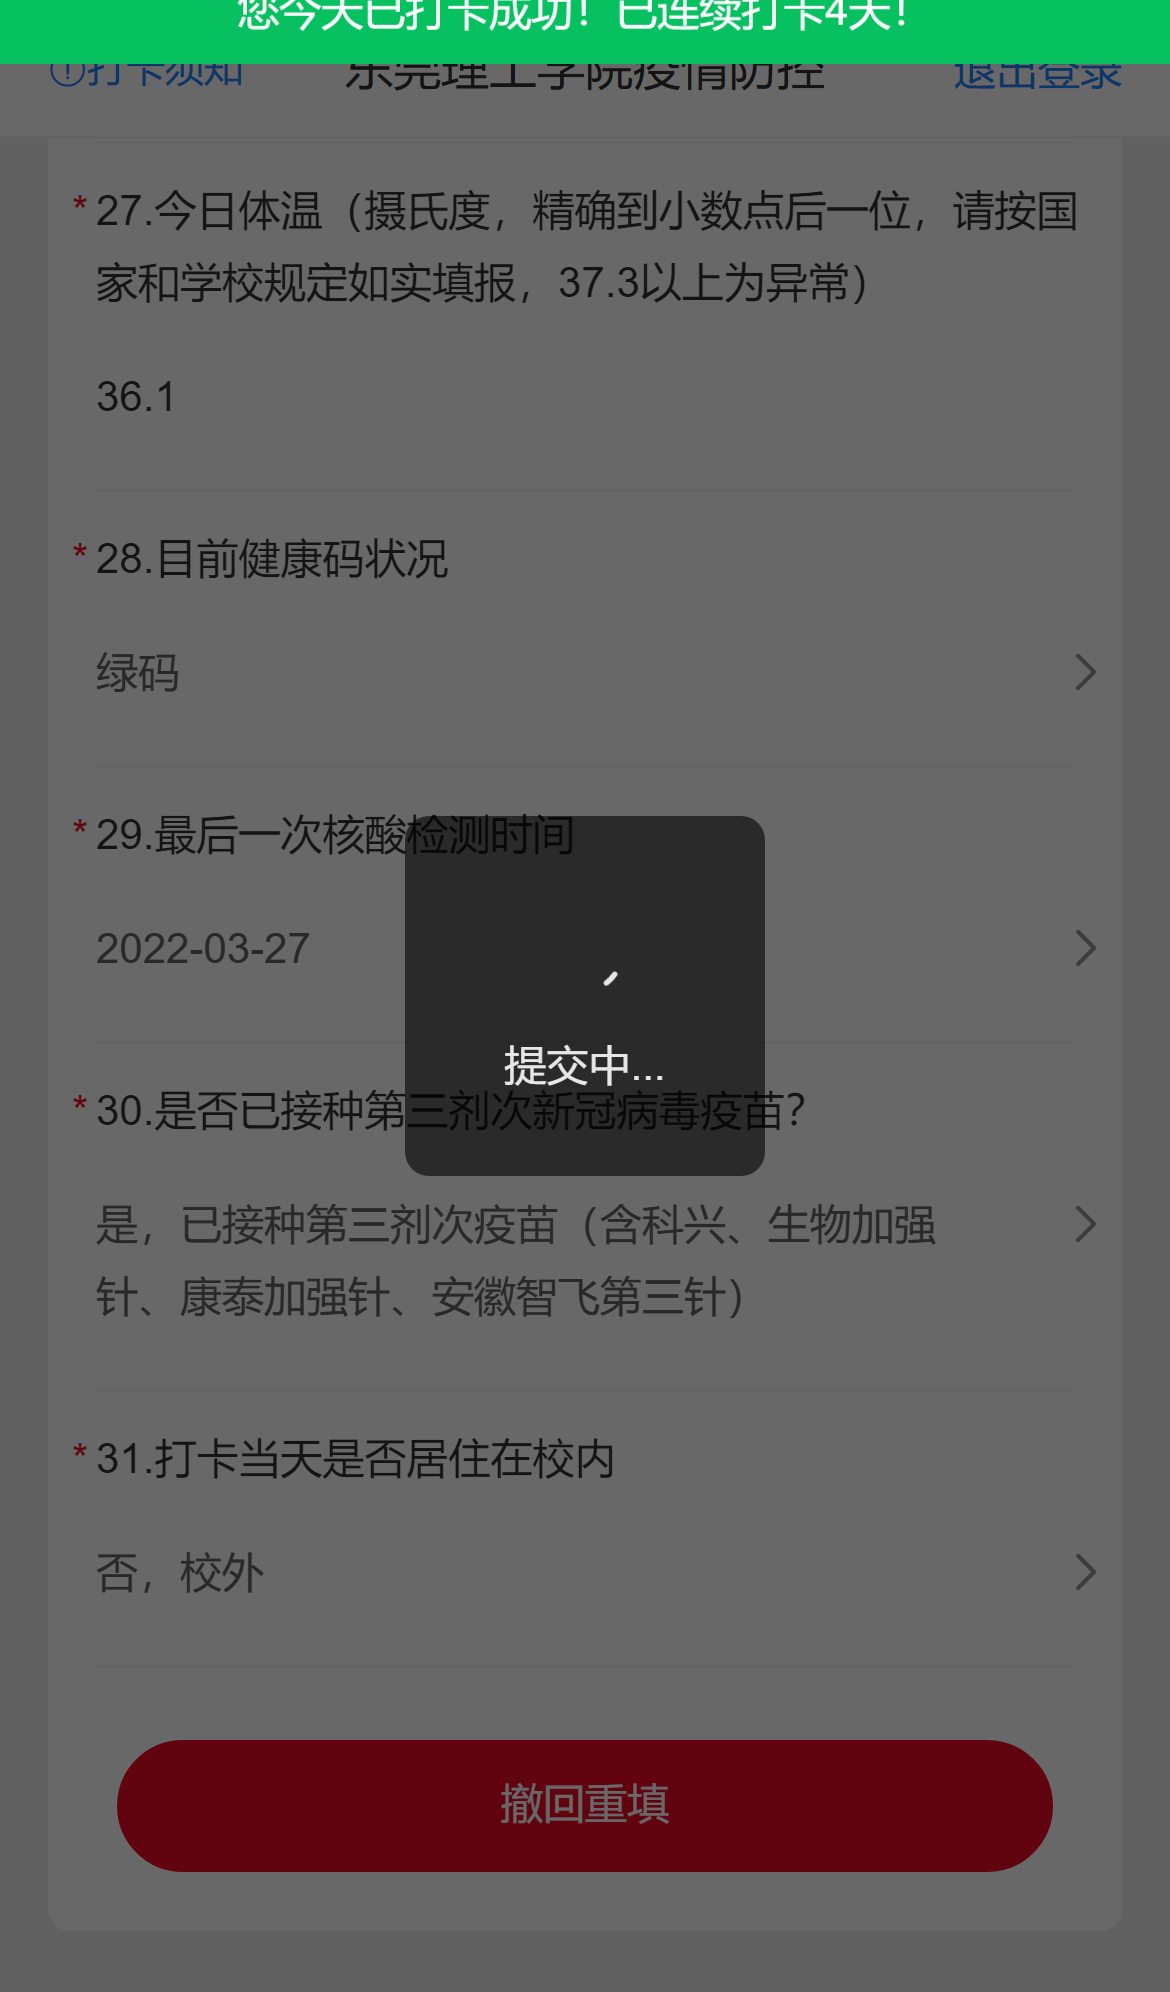 您今天已打卡成功！已连续打卡4天！
①打卡须知 东莞理工学院疫情防控 退出登录
* 27.今日体温（摄氏度，精确到小数点后一位，请按国
家和学校规定如实填报，37.3以上为异常）
36.1
* 28.目前健康码状况
绿码
* 29.最后一次核酸检测时间
2022-03-27
提交中...
* 30.是否已接种第三剂次新冠病毒疫苗？
是，已接种第三剂次疫苗（含科兴、生物加强
针、康泰加强针、安徽智飞第三针）
* 31.打卡当天是否居住在校内
否，校外
撤回重填